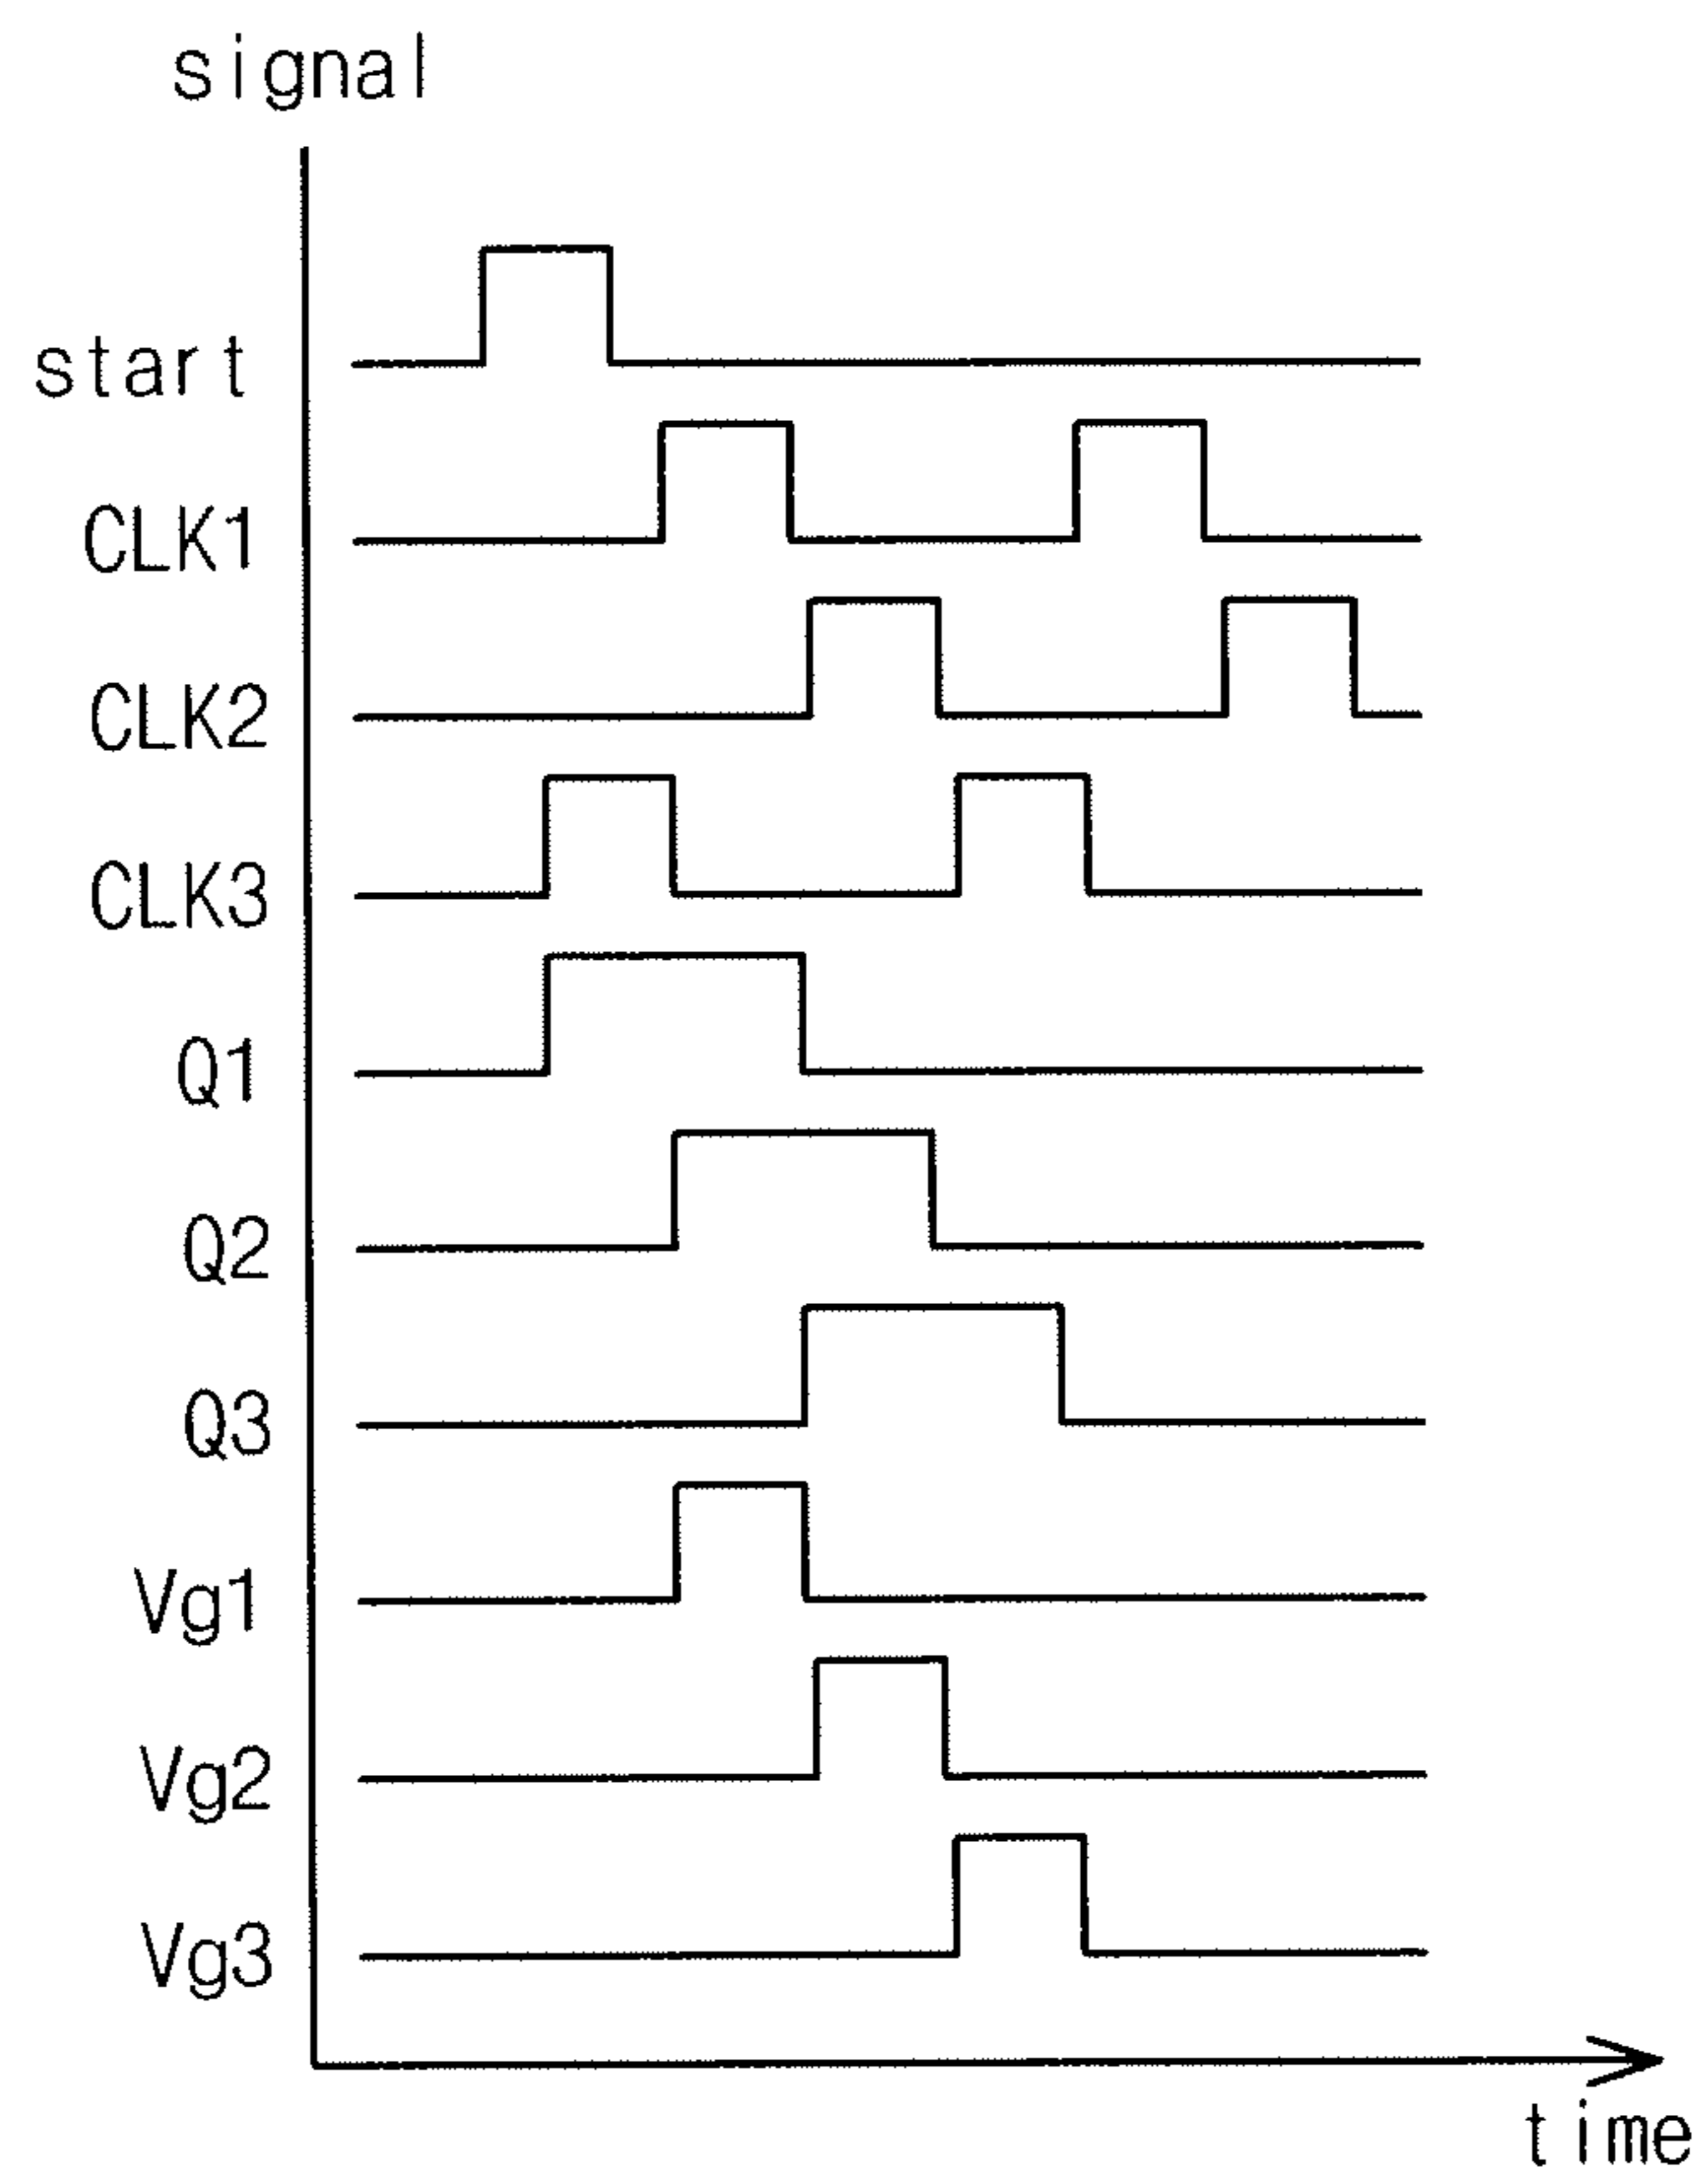 signal
start
CLK1
CLK2
CLK3
Q1
Q2
Q3
Vg1
Vg2
Vg3
time